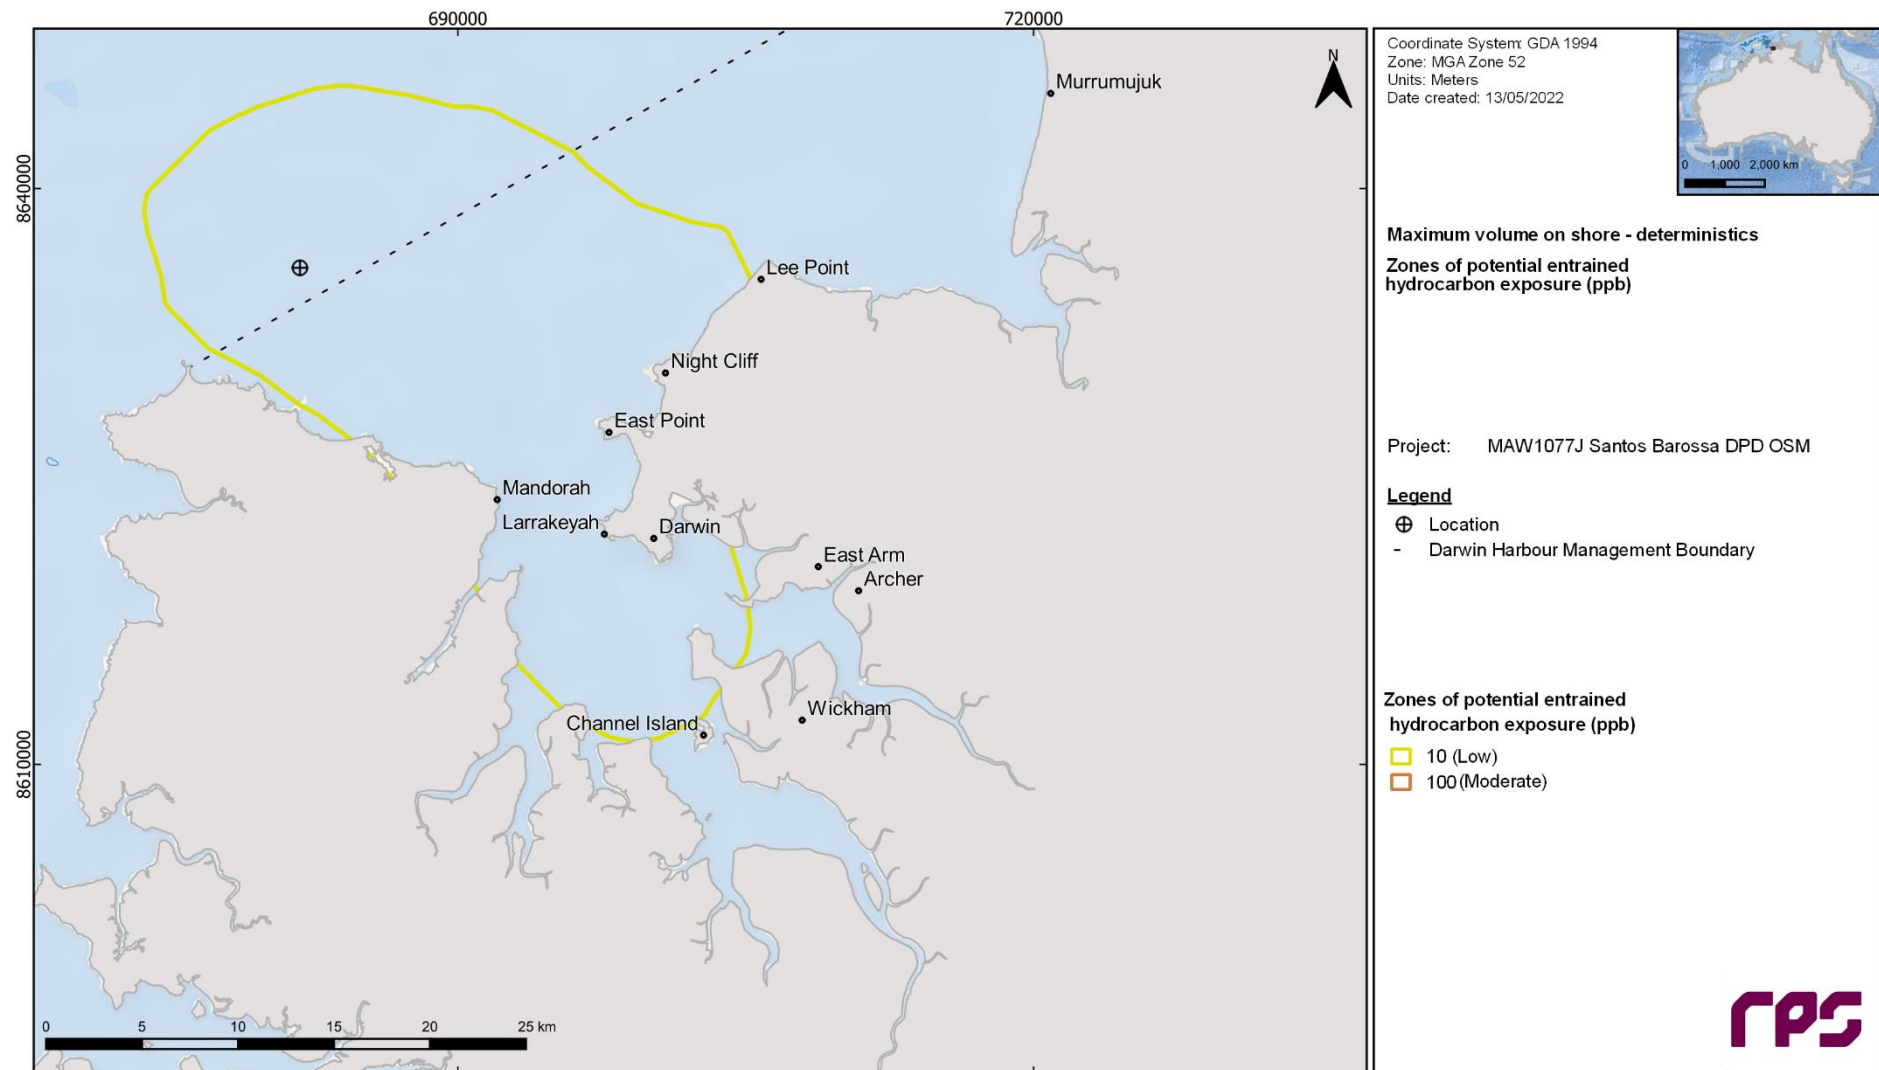 690000
720000
8640000
8610000
N
Murrumujuk
Lee Point
Night Cliff
East Point
Mandorah
Larrakeyah
Darwin
East Arm
Archer
Wickham
Channel Island
0 5 10 15 20 25 km
Coordinate System: GDA 1994
Zone: MGA Zone 52
Units: Meters
Date created: 13/05/2022
0 1,000 2,000 km
Maximum volume on shore - deterministics
Zones of potential entrained
hydrocarbon exposure (ppb)
Project: MAW1077J Santos Barossa DPD OSM
Legend
Location
- Darwin Harbour Management Boundary
Zones of potential entrained
hydrocarbon exposure (ppb)
10 (Low)
100 (Moderate)
rps